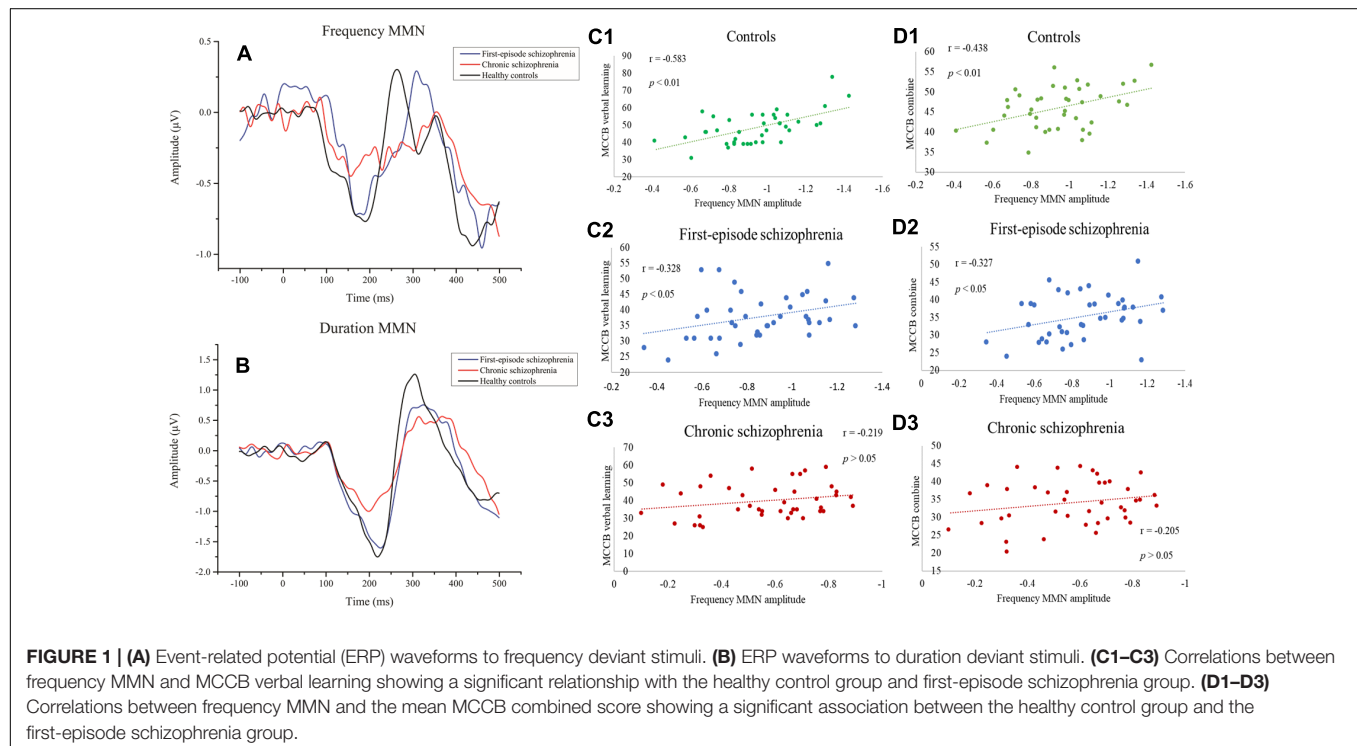 A
Frequency MMN
First-episode schizophrenia
Chronic schizophrenia
Healthy controls
Amplitude (µV)
0.5
0.0
-0.5
-1.0
-100 0 100 200 300 400 500
Time (ms)
Duration MMN
B
First-episode schizophrenia
Chronic schizophrenia
Healthy controls
Amplitude (µV)
1.5
1.0
0.5
0.0
-0.5
-1.0
-1.5
-2.0
-100 0 100 200 300 400 500
Time (ms)
C1
Controls
r = -0.583
p < 0.01
MCCB verbal learning
90
80
70
60
50
40
30
20
-0.2 -0.4 -0.6 -0.8 -1 -1.2 -1.4 -1.6
Frequency MMN amplitude
D1
Controls
r = -0.438
p < 0.01
MCCB combine
60
55
50
45
40
35
30
-0.2 -0.4 -0.6 -0.8 -1 -1.2 -1.4 -1.6
Frequency MMN amplitude
C2
First-episode schizophrenia
r = -0.328
p < 0.05
MCCB verbal learning
60
55
50
45
40
35
30
25
20
-0.2 -0.4 -0.6 -0.8 -1 -1.2 -1.4
Frequency MMN amplitude
D2
First-episode schizophrenia
r = -0.327
p < 0.05
MCCB combine
55
50
45
40
35
30
25
20
-0.2 -0.4 -0.6 -0.8 -1 -1.2 -1.4
Frequency MMN amplitude
C3
Chronic schizophrenia
r = -0.219
p > 0.05
MCCB verbal learning
70
60
50
40
30
20
10
0
0 -0.2 -0.4 -0.6 -0.8 -1
Frequency MMN amplitude
D3
Chronic schizophrenia
r = -0.205
p > 0.05
MCCB combine
50
45
40
35
30
25
20
15
0 -0.2 -0.4 -0.6 -0.8 -1
Frequency MMN amplitude
FIGURE 1 | (A) Event-related potential (ERP) waveforms to frequency deviant stimuli. (B) ERP waveforms to duration deviant stimuli. (C1–C3) Correlations between
frequency MMN and MCCB verbal learning showing a significant relationship with the healthy control group and first-episode schizophrenia group. (D1–D3)
Correlations between frequency MMN and the mean MCCB combined score showing a significant association between the healthy control group and the
first-episode schizophrenia group.